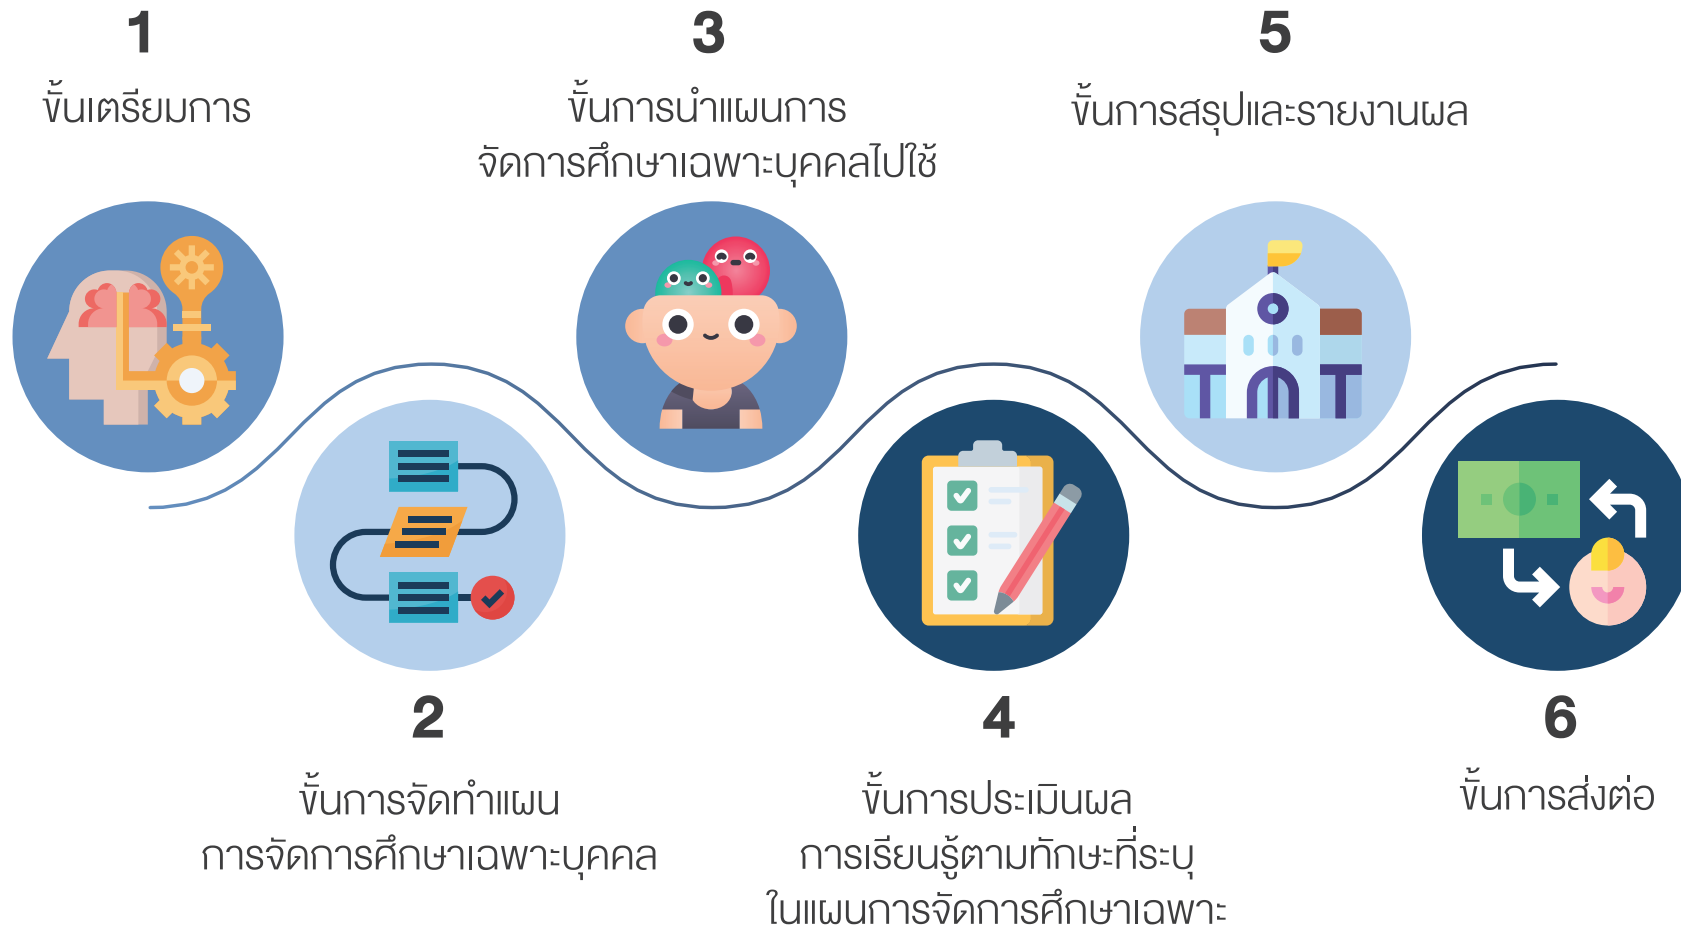 1
ขั้นเตรียมการ
2
ขั้นการจัดทำแผน
การจัดการศึกษาเฉพาะบุคคล
3
ขั้นการนำแผนการ
จัดการศึกษาเฉพาะบุคคลไปใช้
4
ขั้นการประเมินผล
การเรียนรู้ตามทักษะที่ระบุ
ในแผนการจัดการศึกษาเฉพาะ
5
ขั้นการสรุปและรายงานผล
6
ขั้นการส่งต่อ